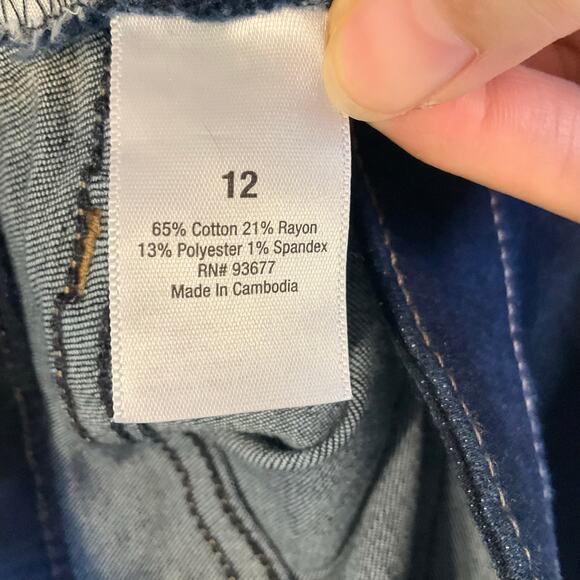 12
65% Cotton 21% Rayon
13% Polyester 1% Spandex
RN# 93677
Made In Cambodia